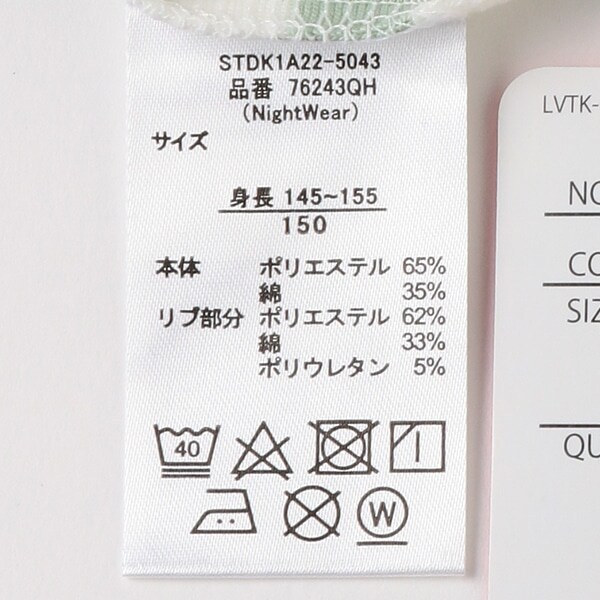 STDK1A22-5043
品番 76243QH
(NightWear)
サイズ
身長 145~155
150
本体 ポリエステル 65%
綿 35%
リブ部分 ポリエステル 62%
綿 33%
ポリウレタン 5%
40
W
LVTK-
NO
CO
SIZ
QU